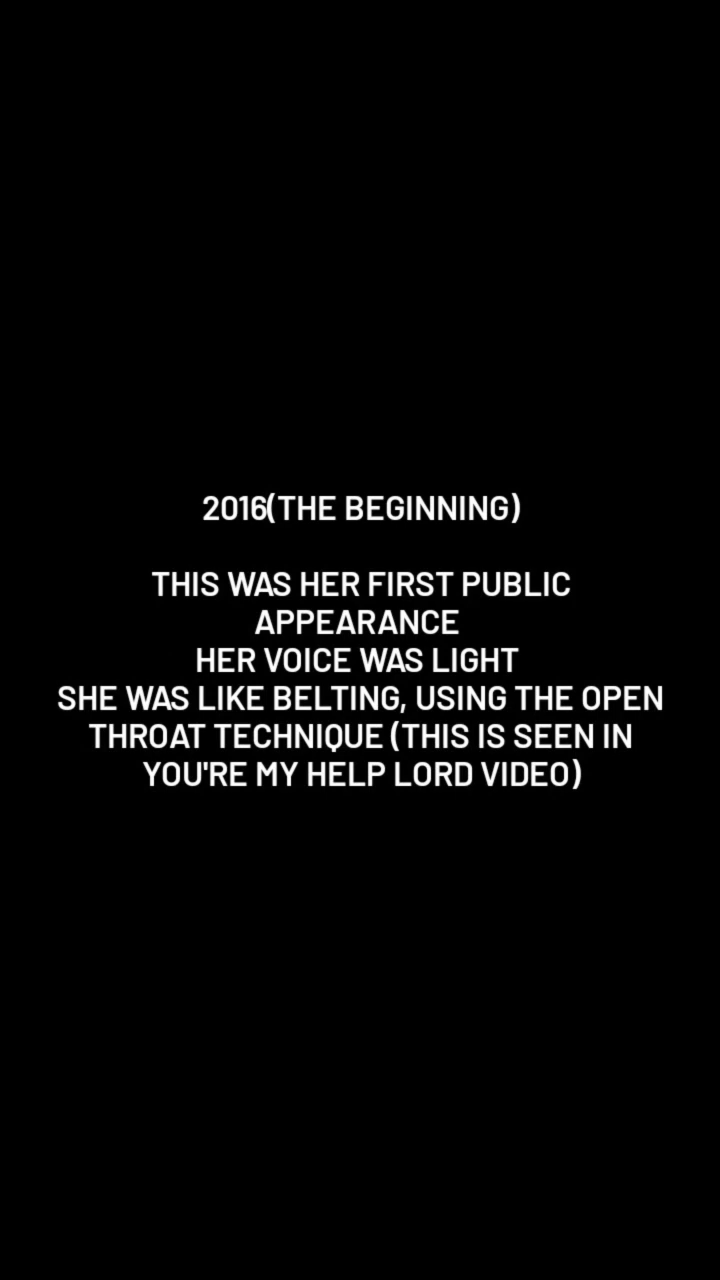 2016(THE BEGINNING)
THIS WAS HER FIRST PUBLIC
APPEARANCE
HER VOICE WAS LIGHT
SHE WAS LIKE BELTING, USING THE OPEN
THROAT TECHNIQUE (THIS IS SEEN IN
YOU'RE MY HELP LORD VIDEO)